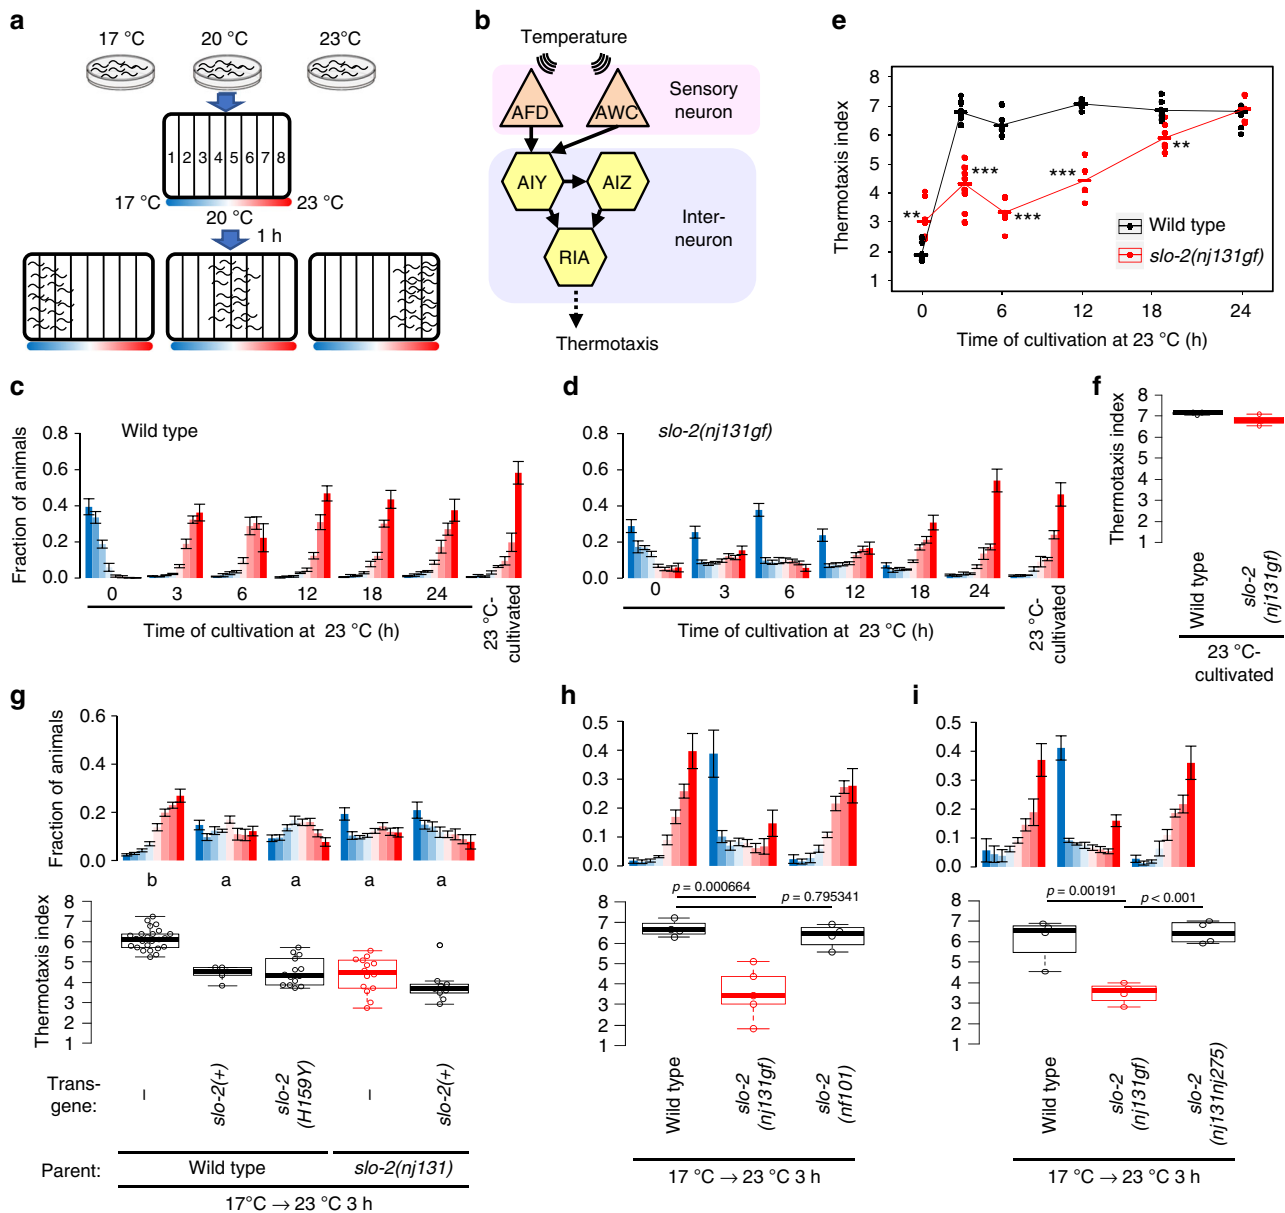 a
17 °C
20 °C
23°C
1 2 3 4 5 6 7 8
17 °C
20 °C
23 °C
1 h
b
Temperature
AFD
AWC
Sensory
neuron
AIY
AIZ
RIA
Inter-
neuron
Thermotaxis
e
Thermotaxis index
8
7
6
5
4
3
2
1
**
***
***
***
**
Wild type
slo-2(nj131gf)
0 6 12 18 24
Time of cultivation at 23 °C (h)
c
Fraction of animals
Wild type
0.8
0.6
0.4
0.2
0.0
0 3 6 12 18 24
Time of cultivation at 23 °C (h)
23 °C-
cultivated
d
slo-2(nj131gf)
0.8
0.6
0.4
0.2
0.0
0 3 6 12 18 24
Time of cultivation at 23 °C (h)
23 °C-
cultivated
f
Thermotaxis index
8
7
6
5
4
3
2
1
Wild type
slo-2
(nj131gf)
23 °C-
cultivated
g
Fraction of animals
0.6
0.4
0.2
0.0
b a a a a
Thermotaxis index
8
7
6
5
4
3
2
1
Trans-
gene:
–
slo-2(+)
slo-2
(H159Y)
–
slo-2(+)
Parent:
Wild type
slo-2(nj131)
17°C → 23 °C 3 h
h
0.5
0.4
0.3
0.2
0.1
0.0
p = 0.000664
p = 0.795341
8
7
6
5
4
3
2
1
Wild type
slo-2
(nj131gf)
slo-2
(nf101)
17 °C → 23 °C 3 h
i
0.5
0.4
0.3
0.2
0.1
0.0
p = 0.00191
p < 0.001
8
7
6
5
4
3
2
1
Wild type
slo-2
(nj131gf)
slo-2
(nj131nj275)
17 °C → 23 °C 3 h